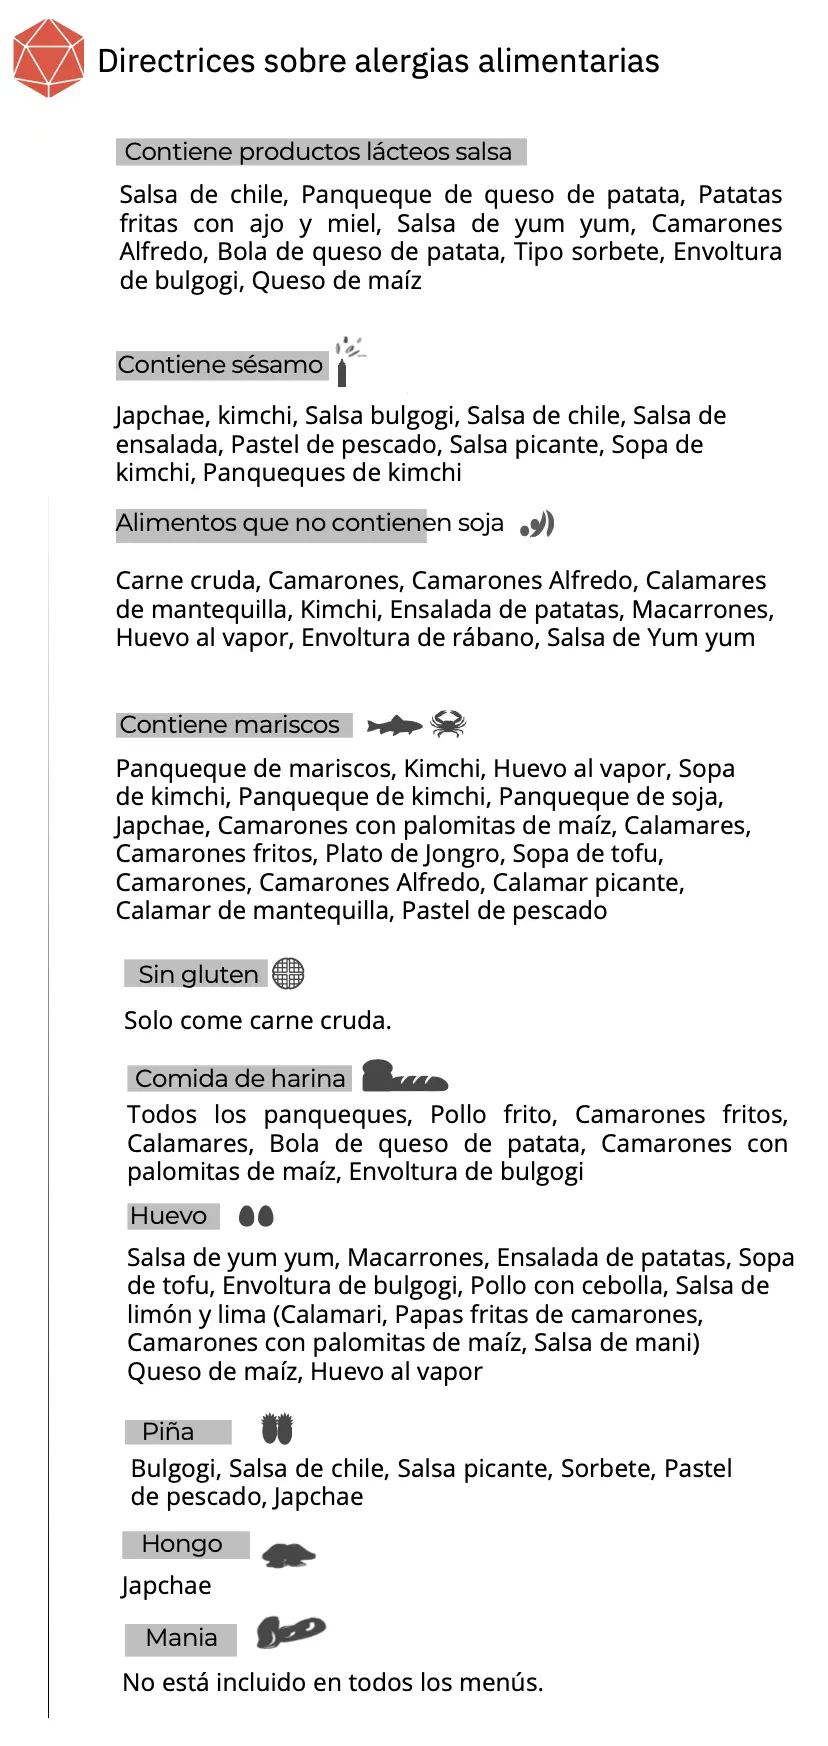 Directrices sobre alergias alimentarias
Contiene productos lácteos salsa
Salsa de chile, Panqueque de queso de patata, Patatas
fritas con ajo y miel, Salsa de yum yum, Camarones
Alfredo, Bola de queso de patata, Tipo sorbete, Envoltura
de bulgogi, Queso de maíz
Contiene sésamo
Japchae, kimchi, Salsa bulgogi, Salsa de chile, Salsa de
ensalada, Pastel de pescado, Salsa picante, Sopa de
kimchi, Panqueques de kimchi
Alimentos que no contienen soja
Carne cruda, Camarones, Camarones Alfredo, Calamares
de mantequilla, Kimchi, Ensalada de patatas, Macarrones,
Huevo al vapor, Envoltura de rábano, Salsa de Yum yum
Contiene mariscos
Panqueque de mariscos, Kimchi, Huevo al vapor, Sopa
de kimchi, Panqueque de kimchi, Panqueque de soja,
Japchae, Camarones con palomitas de maíz, Calamares,
Camarones fritos, Plato de Jongro, Sopa de tofu,
Camarones, Camarones Alfredo, Calamar picante,
Calamar de mantequilla, Pastel de pescado
Sin gluten
Solo come carne cruda.
Comida de harina
Todos los panqueques, Pollo frito, Camarones fritos,
Calamares, Bola de queso de patata, Camarones con
palomitas de maíz, Envoltura de bulgogi
Huevo
Salsa de yum yum, Macarrones, Ensalada de patatas, Sopa
de tofu, Envoltura de bulgogi, Pollo con cebolla, Salsa de
limón y lima (Calamari, Papas fritas de camarones,
Camarones con palomitas de maíz, Salsa de mani)
Queso de maíz, Huevo al vapor
Piña
Bulgogi, Salsa de chile, Salsa picante, Sorbete, Pastel
de pescado, Japchae
Hongo
Japchae
Mania
No está incluido en todos los menús.